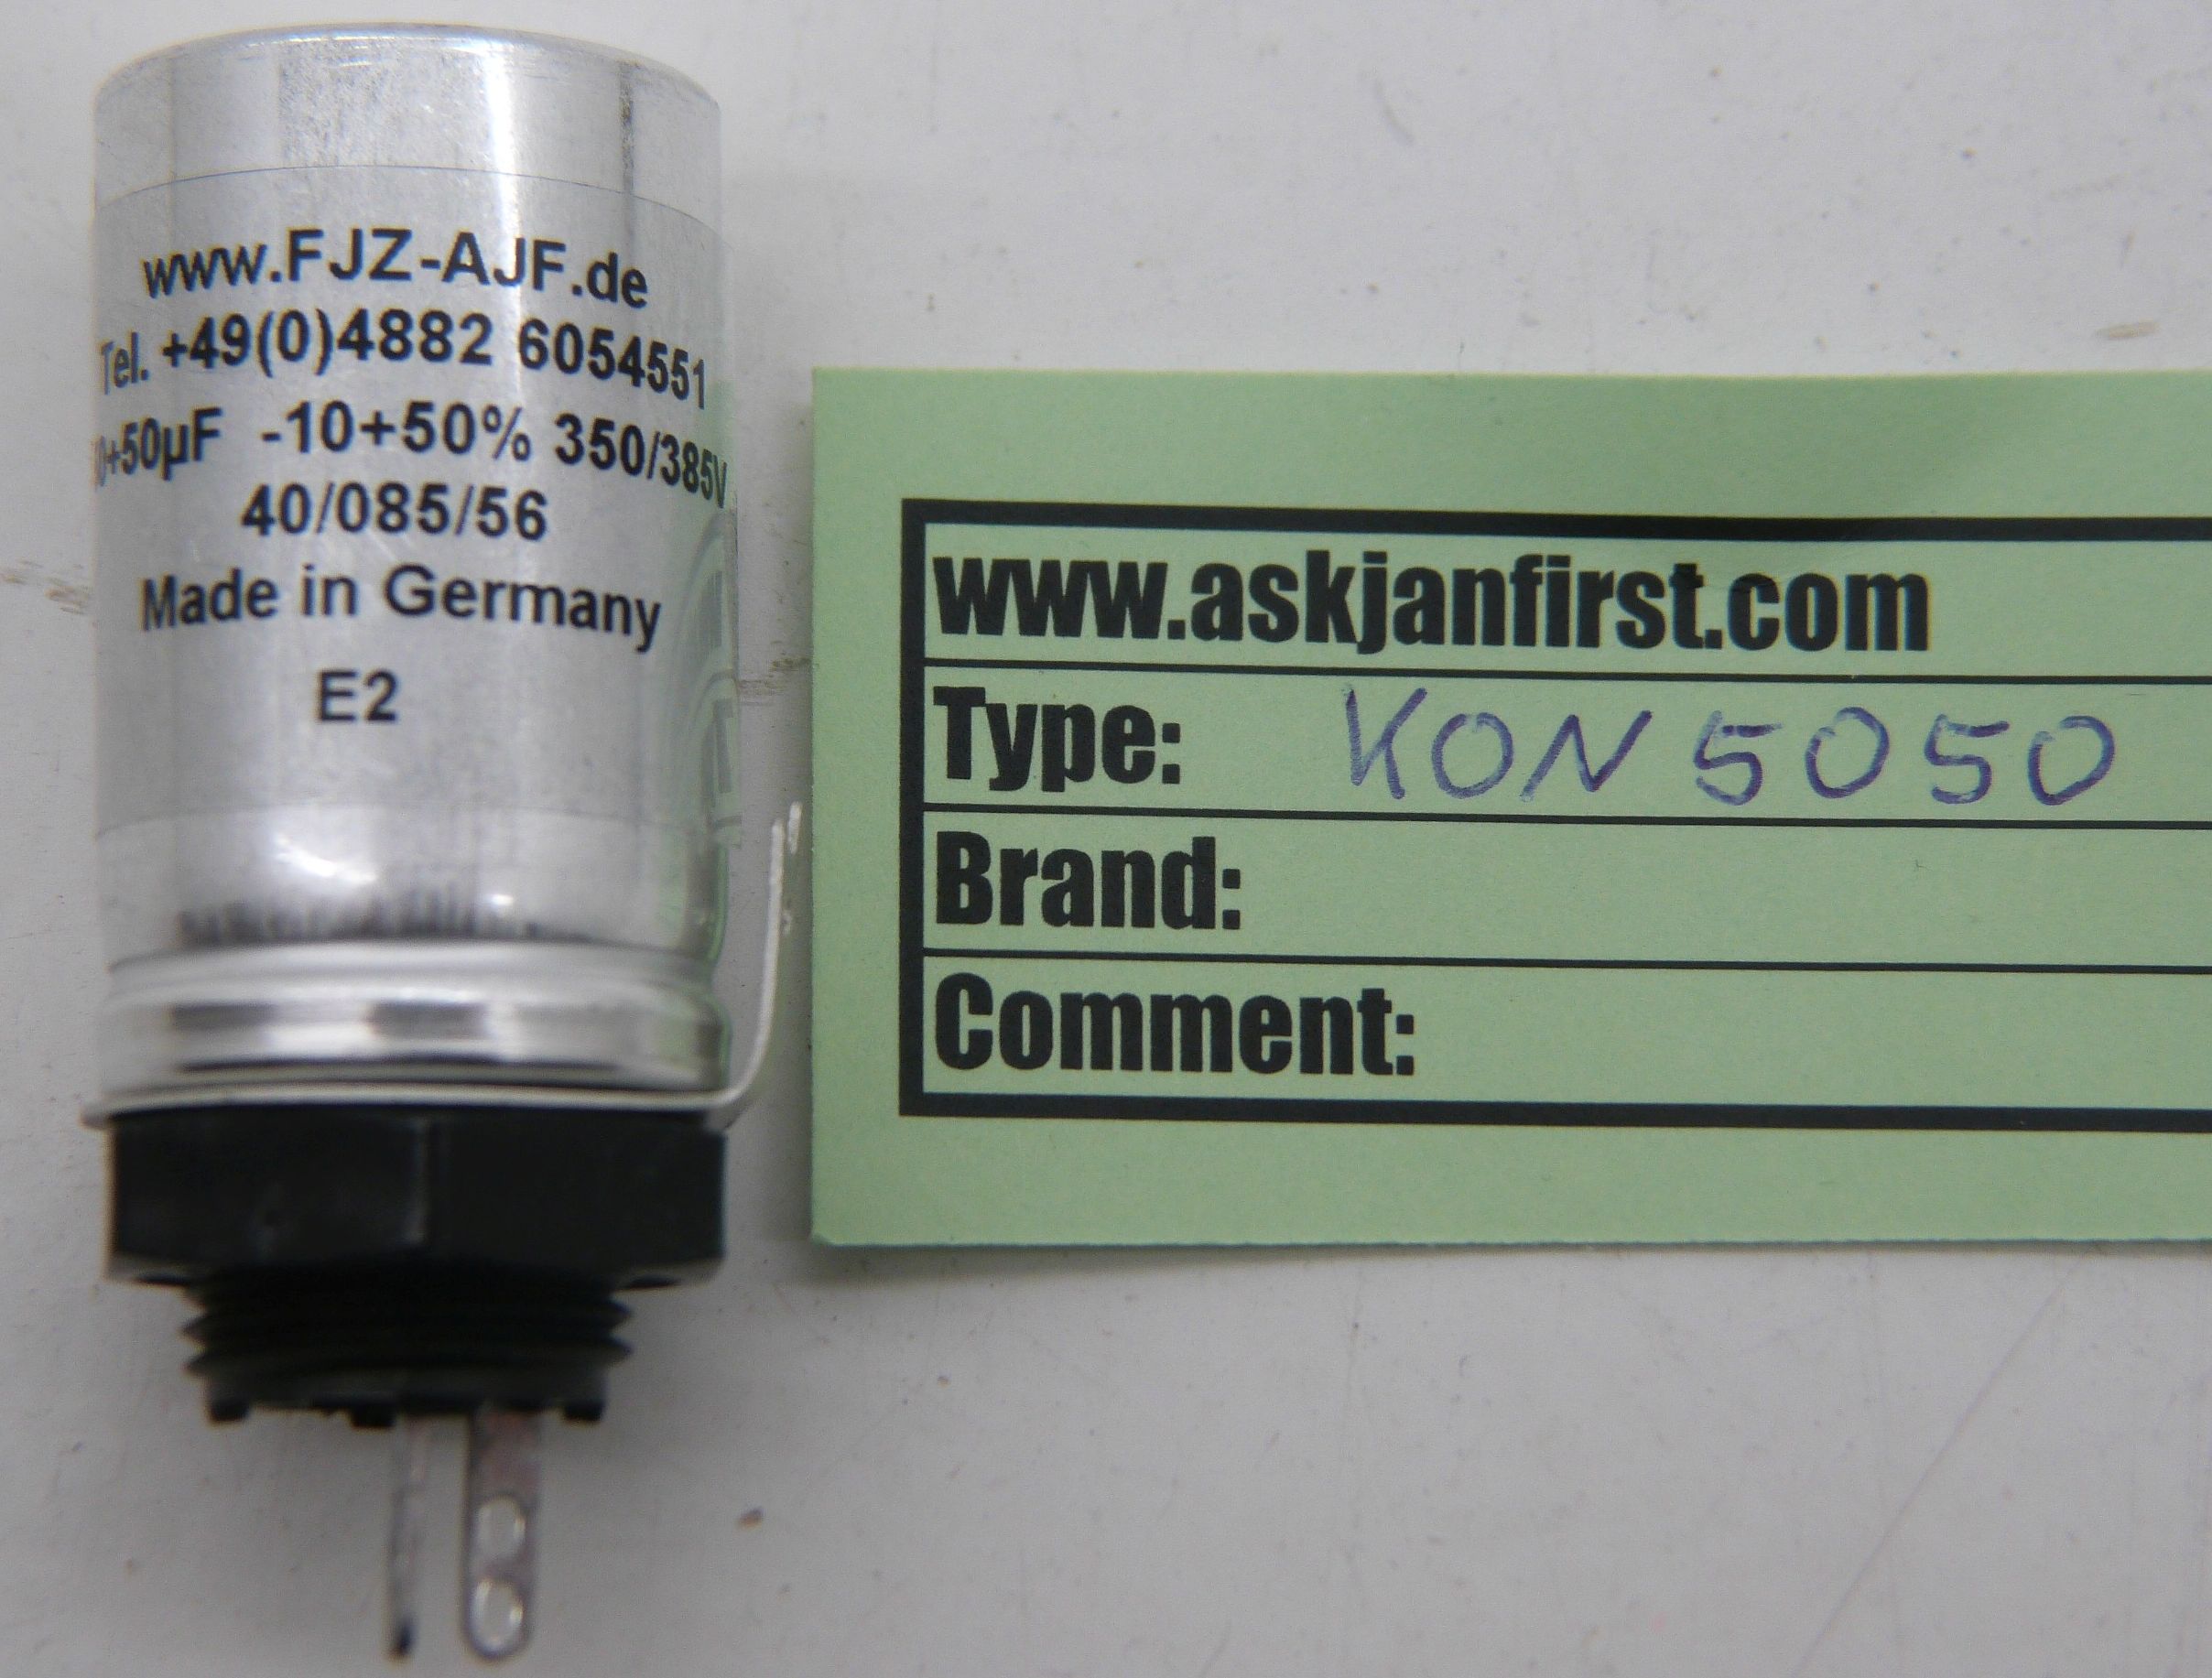 www.FJZ-AJF.de
Tel. +49(0)4882 6054551
0+50µF -10+50% 350/385V
40/085/56
Made in Germany
E2
www.askjanfirst.com
Type: KON 5050
Brand:
Comment: